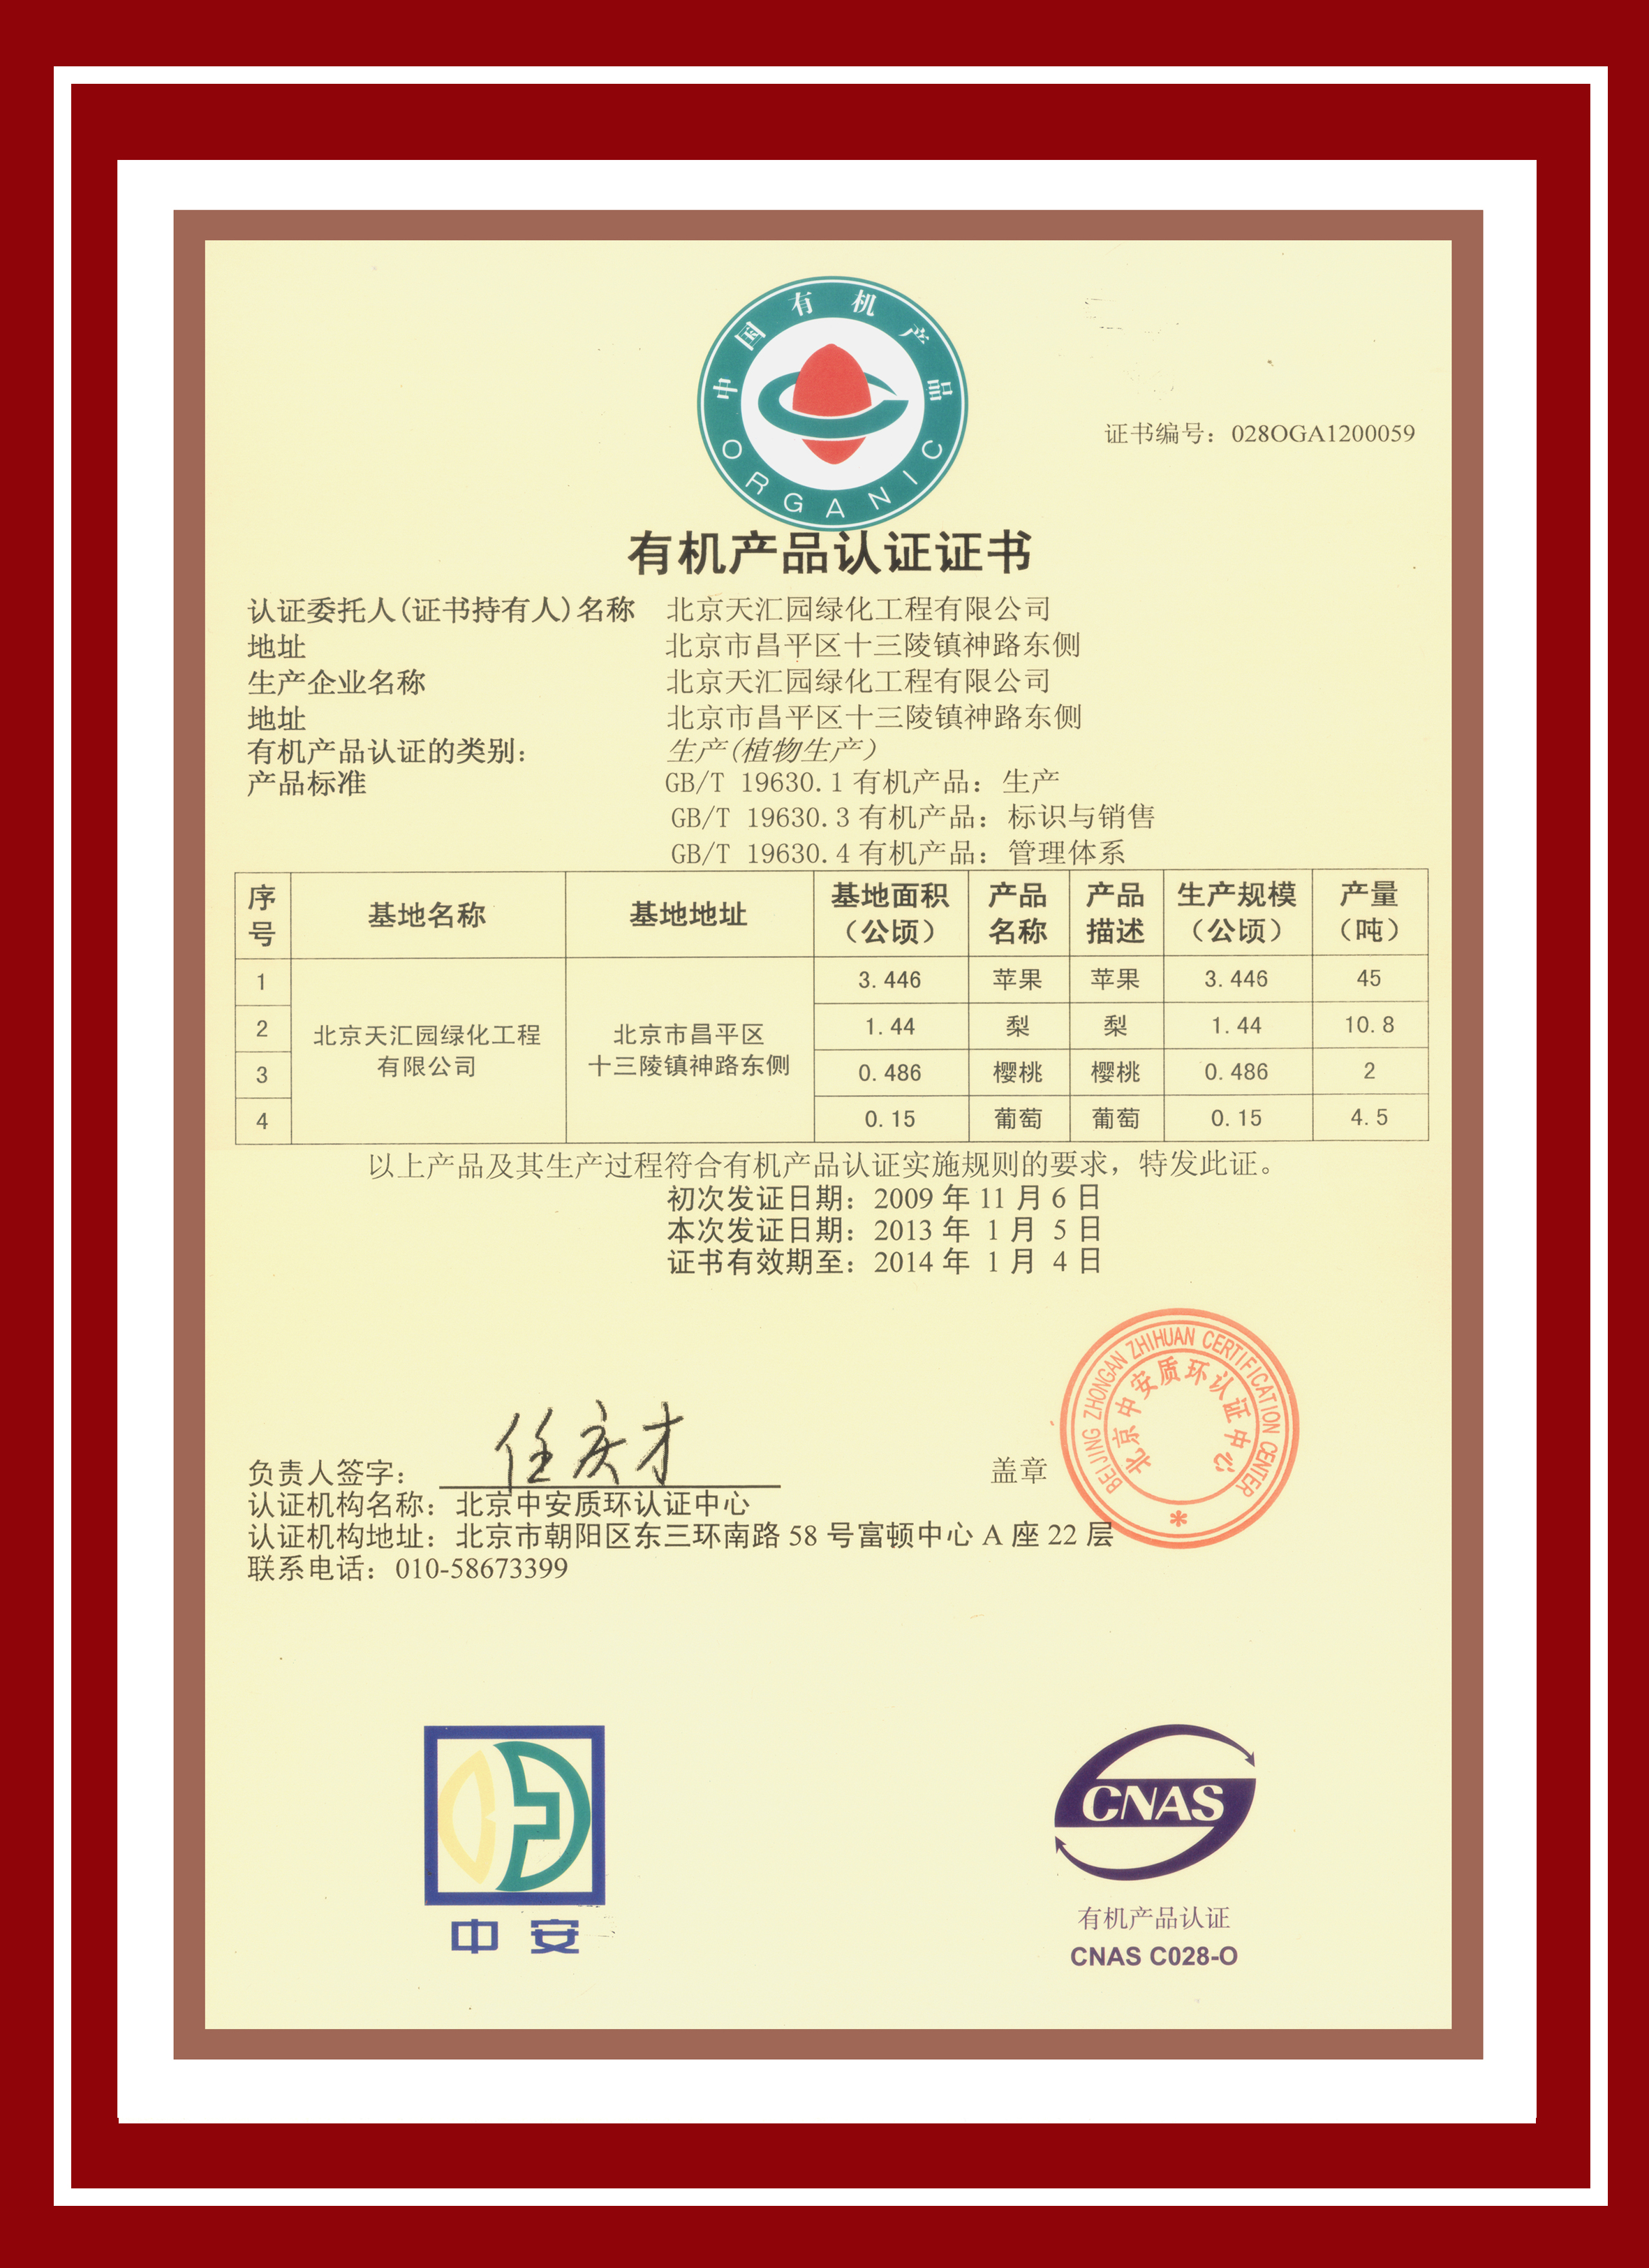 中国有机产品
ORGANIC
证书编号：028OGA1200059
有机产品认证证书
认证委托人(证书持有人)名称 北京天汇园绿化工程有限公司
地址 北京市昌平区十三陵镇神路东侧
生产企业名称 北京天汇园绿化工程有限公司
地址 北京市昌平区十三陵镇神路东侧
有机产品认证的类别： 生产(植物生产)
产品标准 GB/T 19630.1 有机产品：生产
GB/T 19630.3 有机产品：标识与销售
GB/T 19630.4 有机产品：管理体系
序号 基地名称 基地地址 基地面积（公顷） 产品名称 产品描述 生产规模（公顷） 产量（吨）
1 北京天汇园绿化工程有限公司 北京市昌平区十三陵镇神路东侧 3.446 苹果 苹果 3.446 45
2 1.44 梨 梨 1.44 10.8
3 0.486 樱桃 樱桃 0.486 2
4 0.15 葡萄 葡萄 0.15 4.5
以上产品及其生产过程符合有机产品认证实施规则的要求，特发此证。
初次发证日期：2009 年 11 月 6 日
本次发证日期：2013 年 1 月 5 日
证书有效期至：2014 年 1 月 4 日
负责人签字： 任庆才 盖章
BEIJING ZHONGAN ZHIHUAN CERTIFICATION CENTER
北京中安质环认证中心
认证机构名称：北京中安质环认证中心
认证机构地址：北京市朝阳区东三环南路 58 号富顿中心 A 座 22 层
联系电话：010-58673399
中安
CNAS
有机产品认证
CNAS C028-O